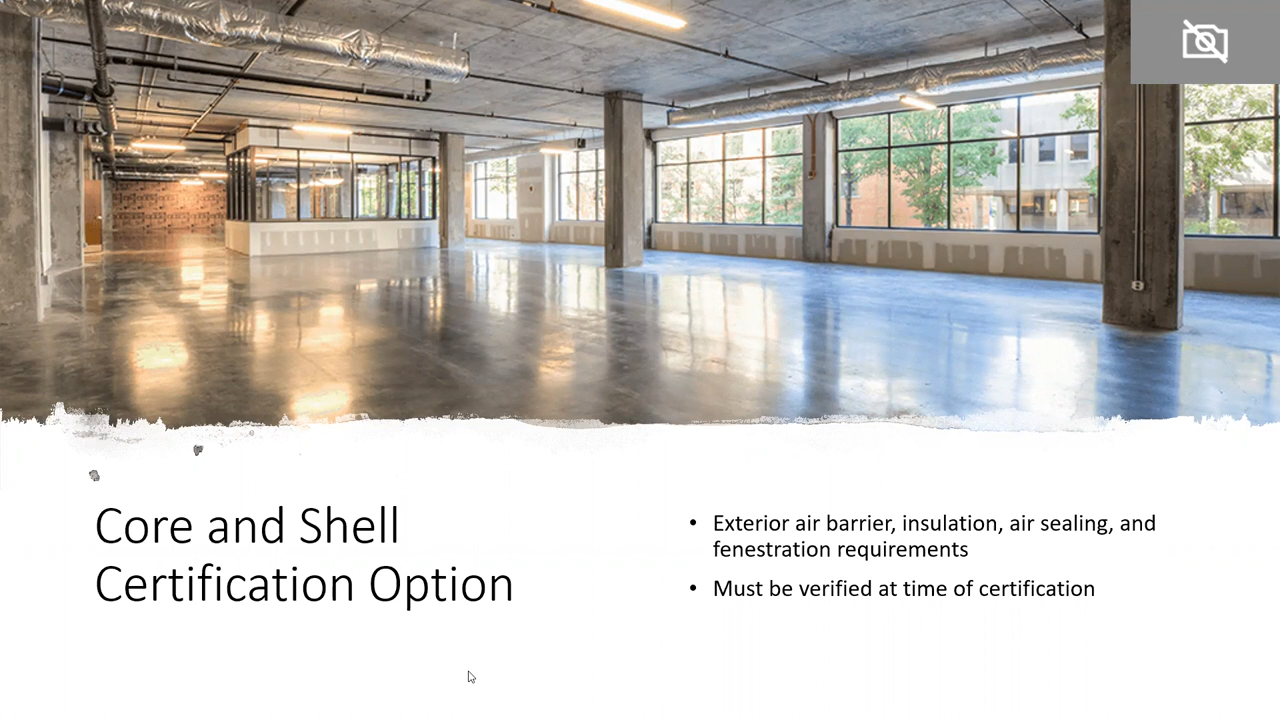 Core and Shell
Certification Option
• Exterior air barrier, insulation, air sealing, and
fenestration requirements
• Must be verified at time of certification